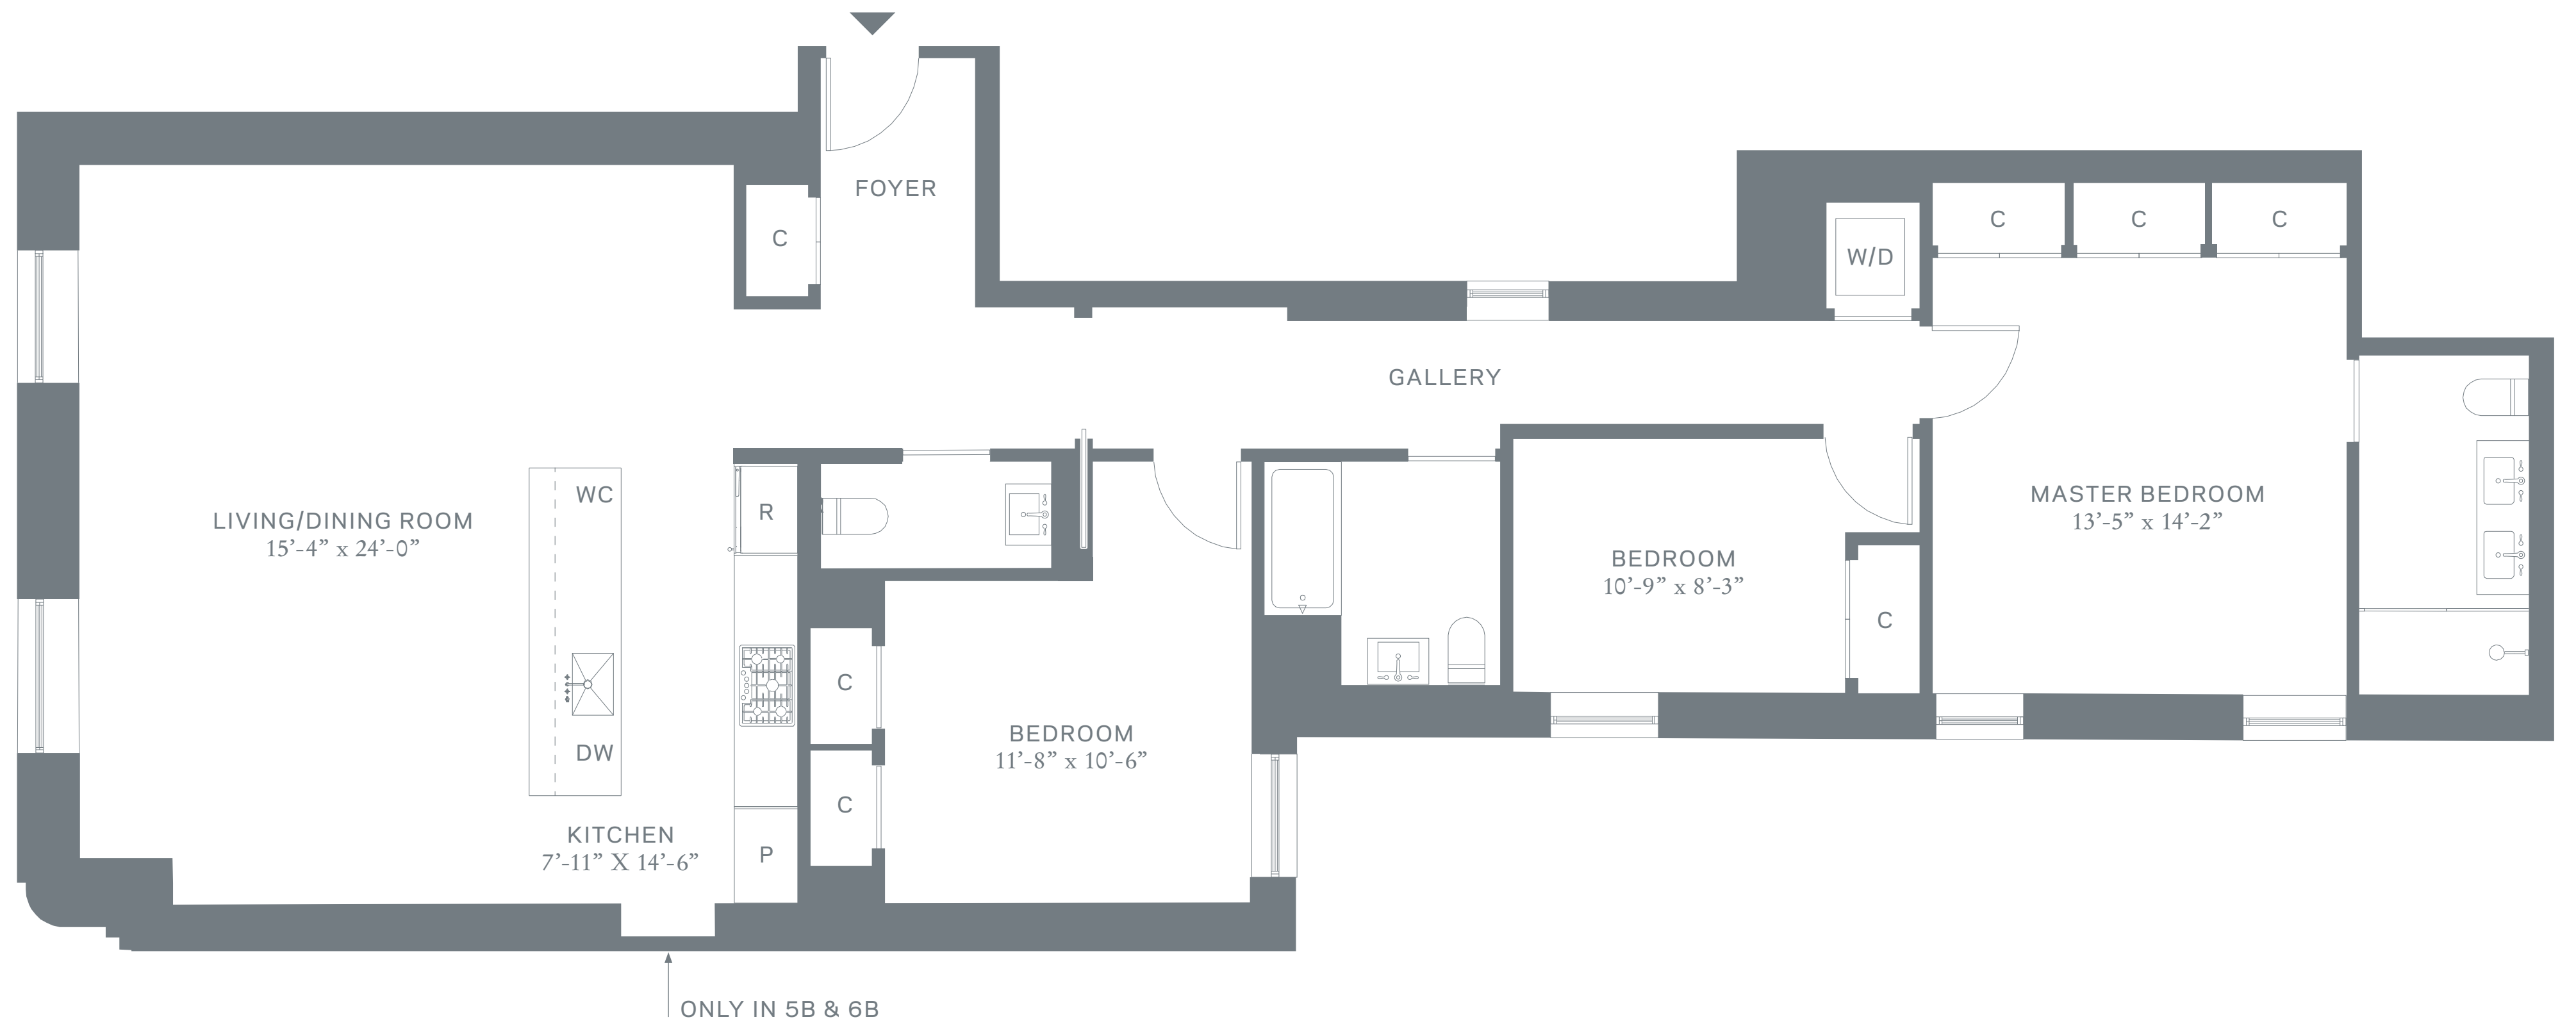 FOYER
C
C
C
C
W/D
GALLERY
LIVING/DINING ROOM
15’-4” x 24’-0”
WC
R
MASTER BEDROOM
13’-5” x 14’-2”
BEDROOM
10’-9” x 8’-3”
C
C
BEDROOM
11’-8” x 10’-6”
DW
C
KITCHEN
7’-11” X 14’-6”
P
ONLY IN 5B & 6B